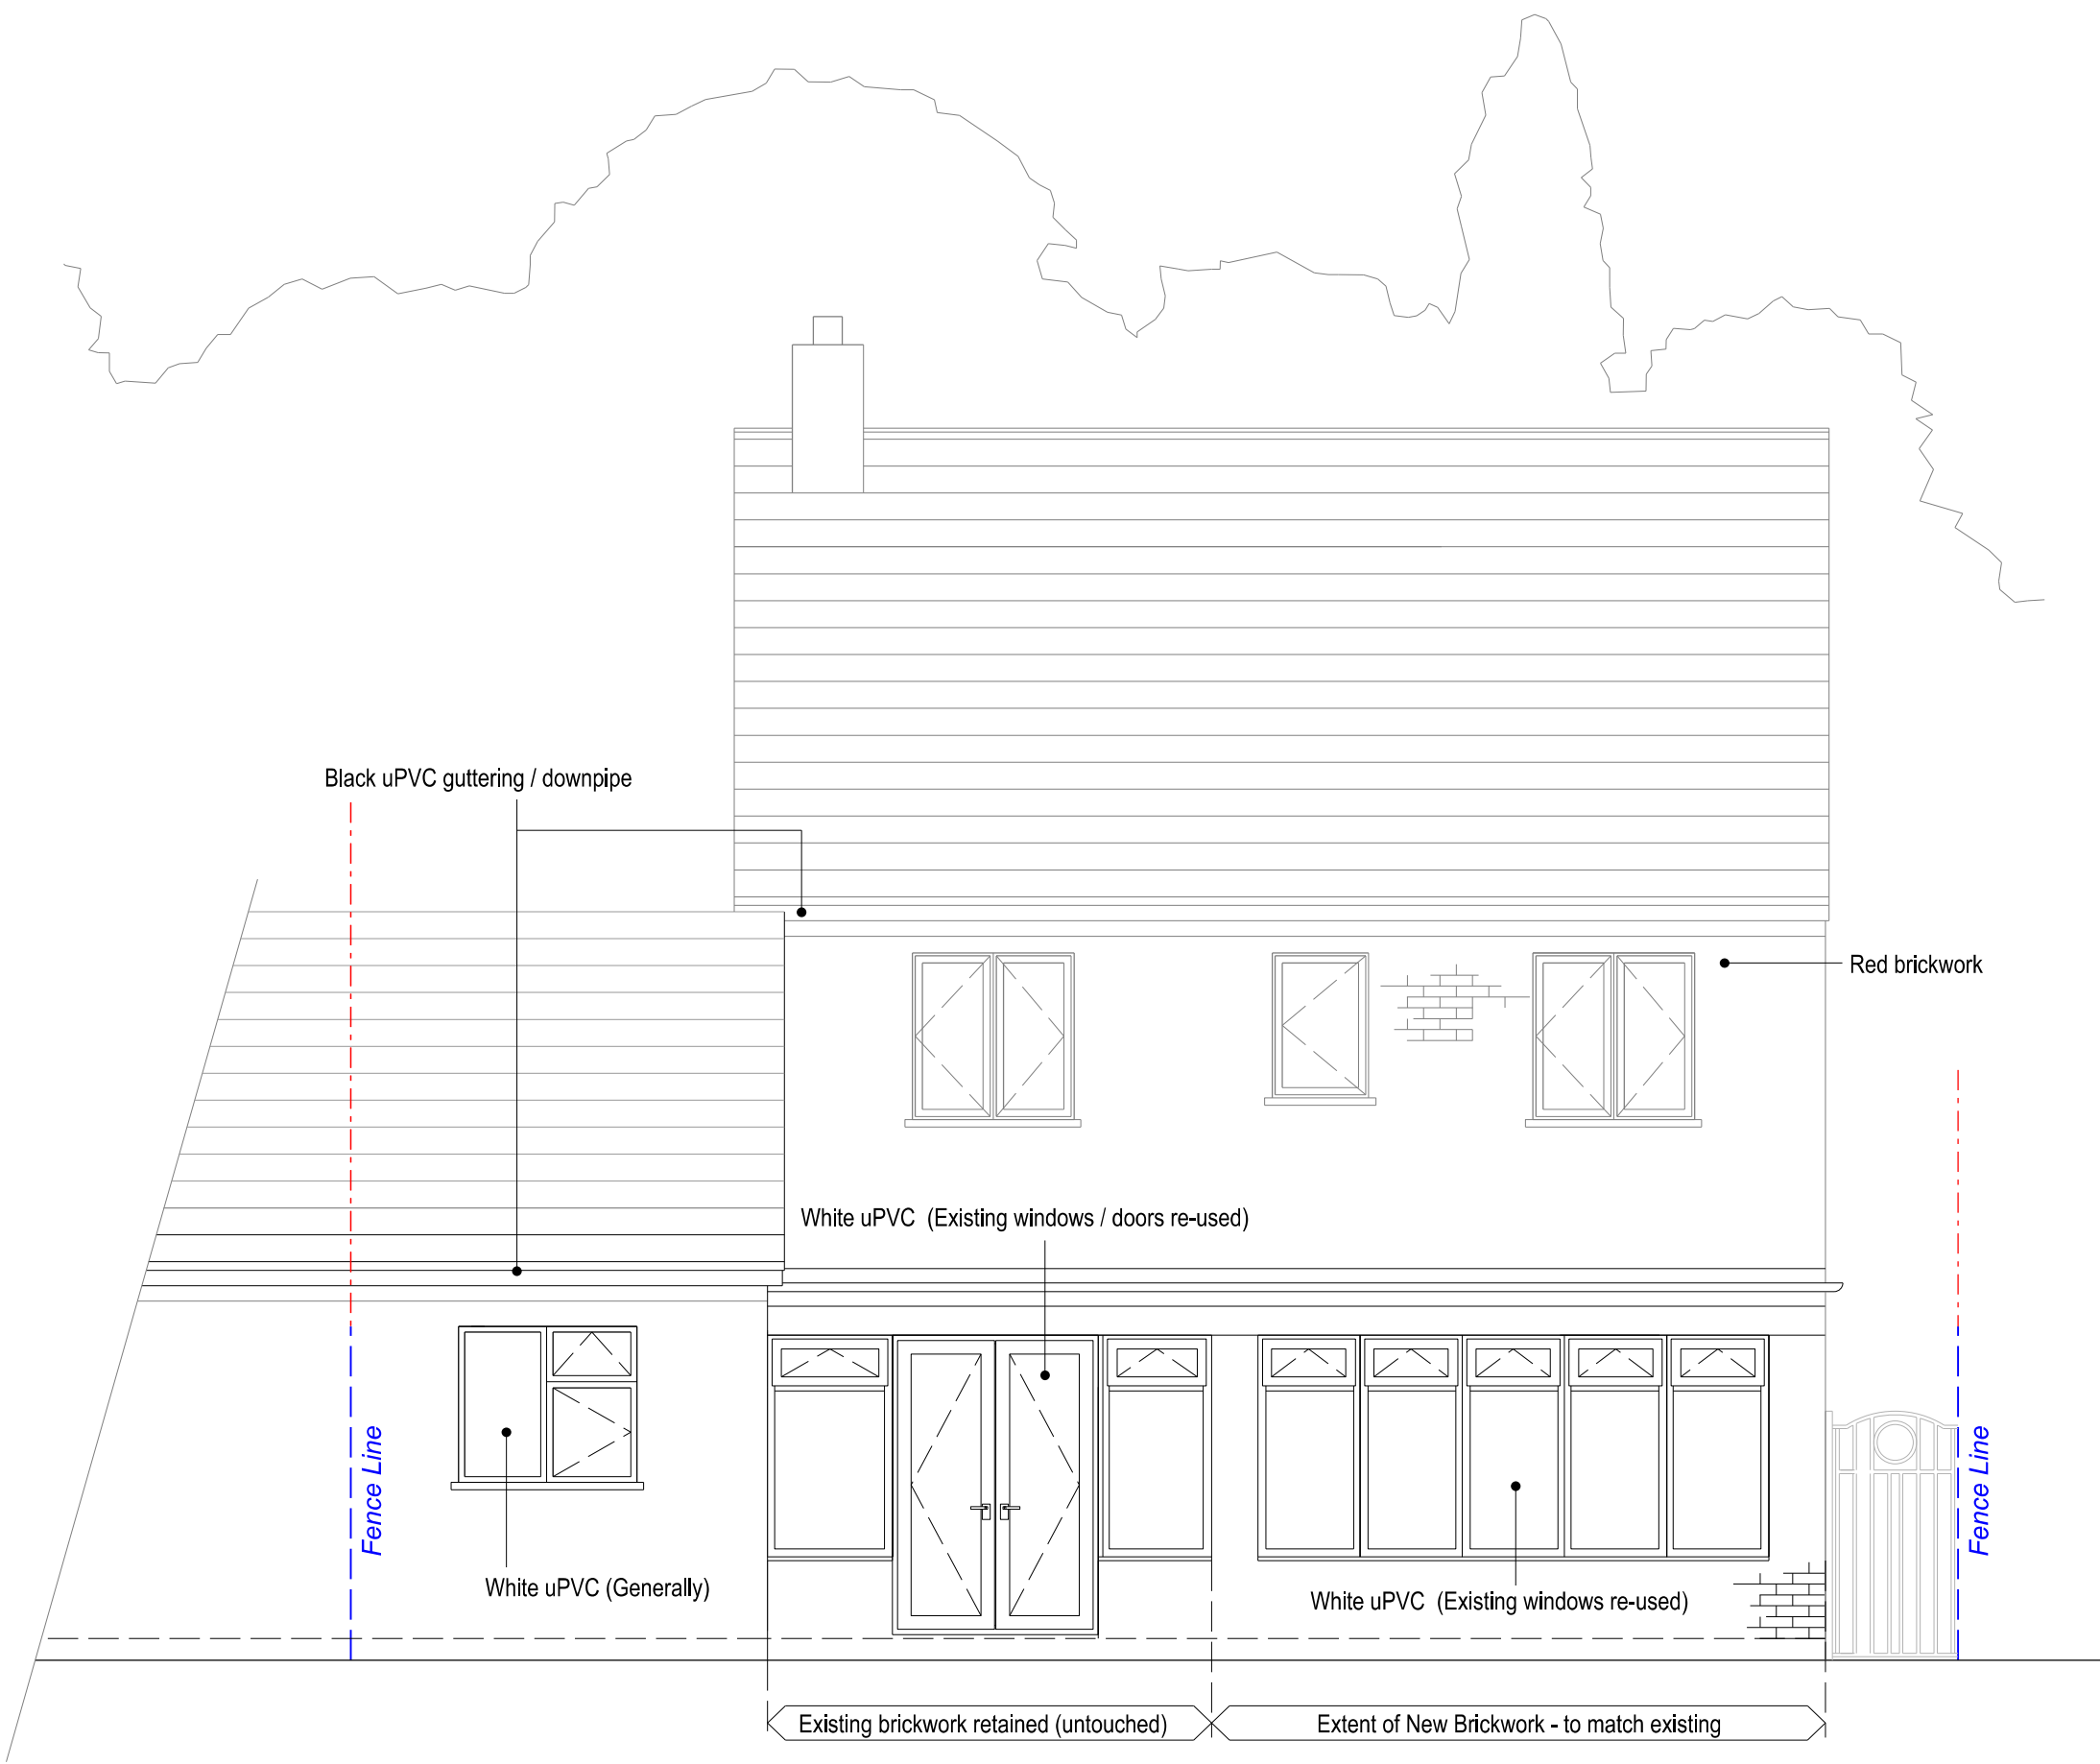 Black uPVC guttering / downpipe
Red brickwork
White uPVC (Existing windows / doors re-used)
Fence Line
Fence Line
White uPVC (Generally)
White uPVC (Existing windows re-used)
Existing brickwork retained (untouched)
Extent of New Brickwork - to match existing